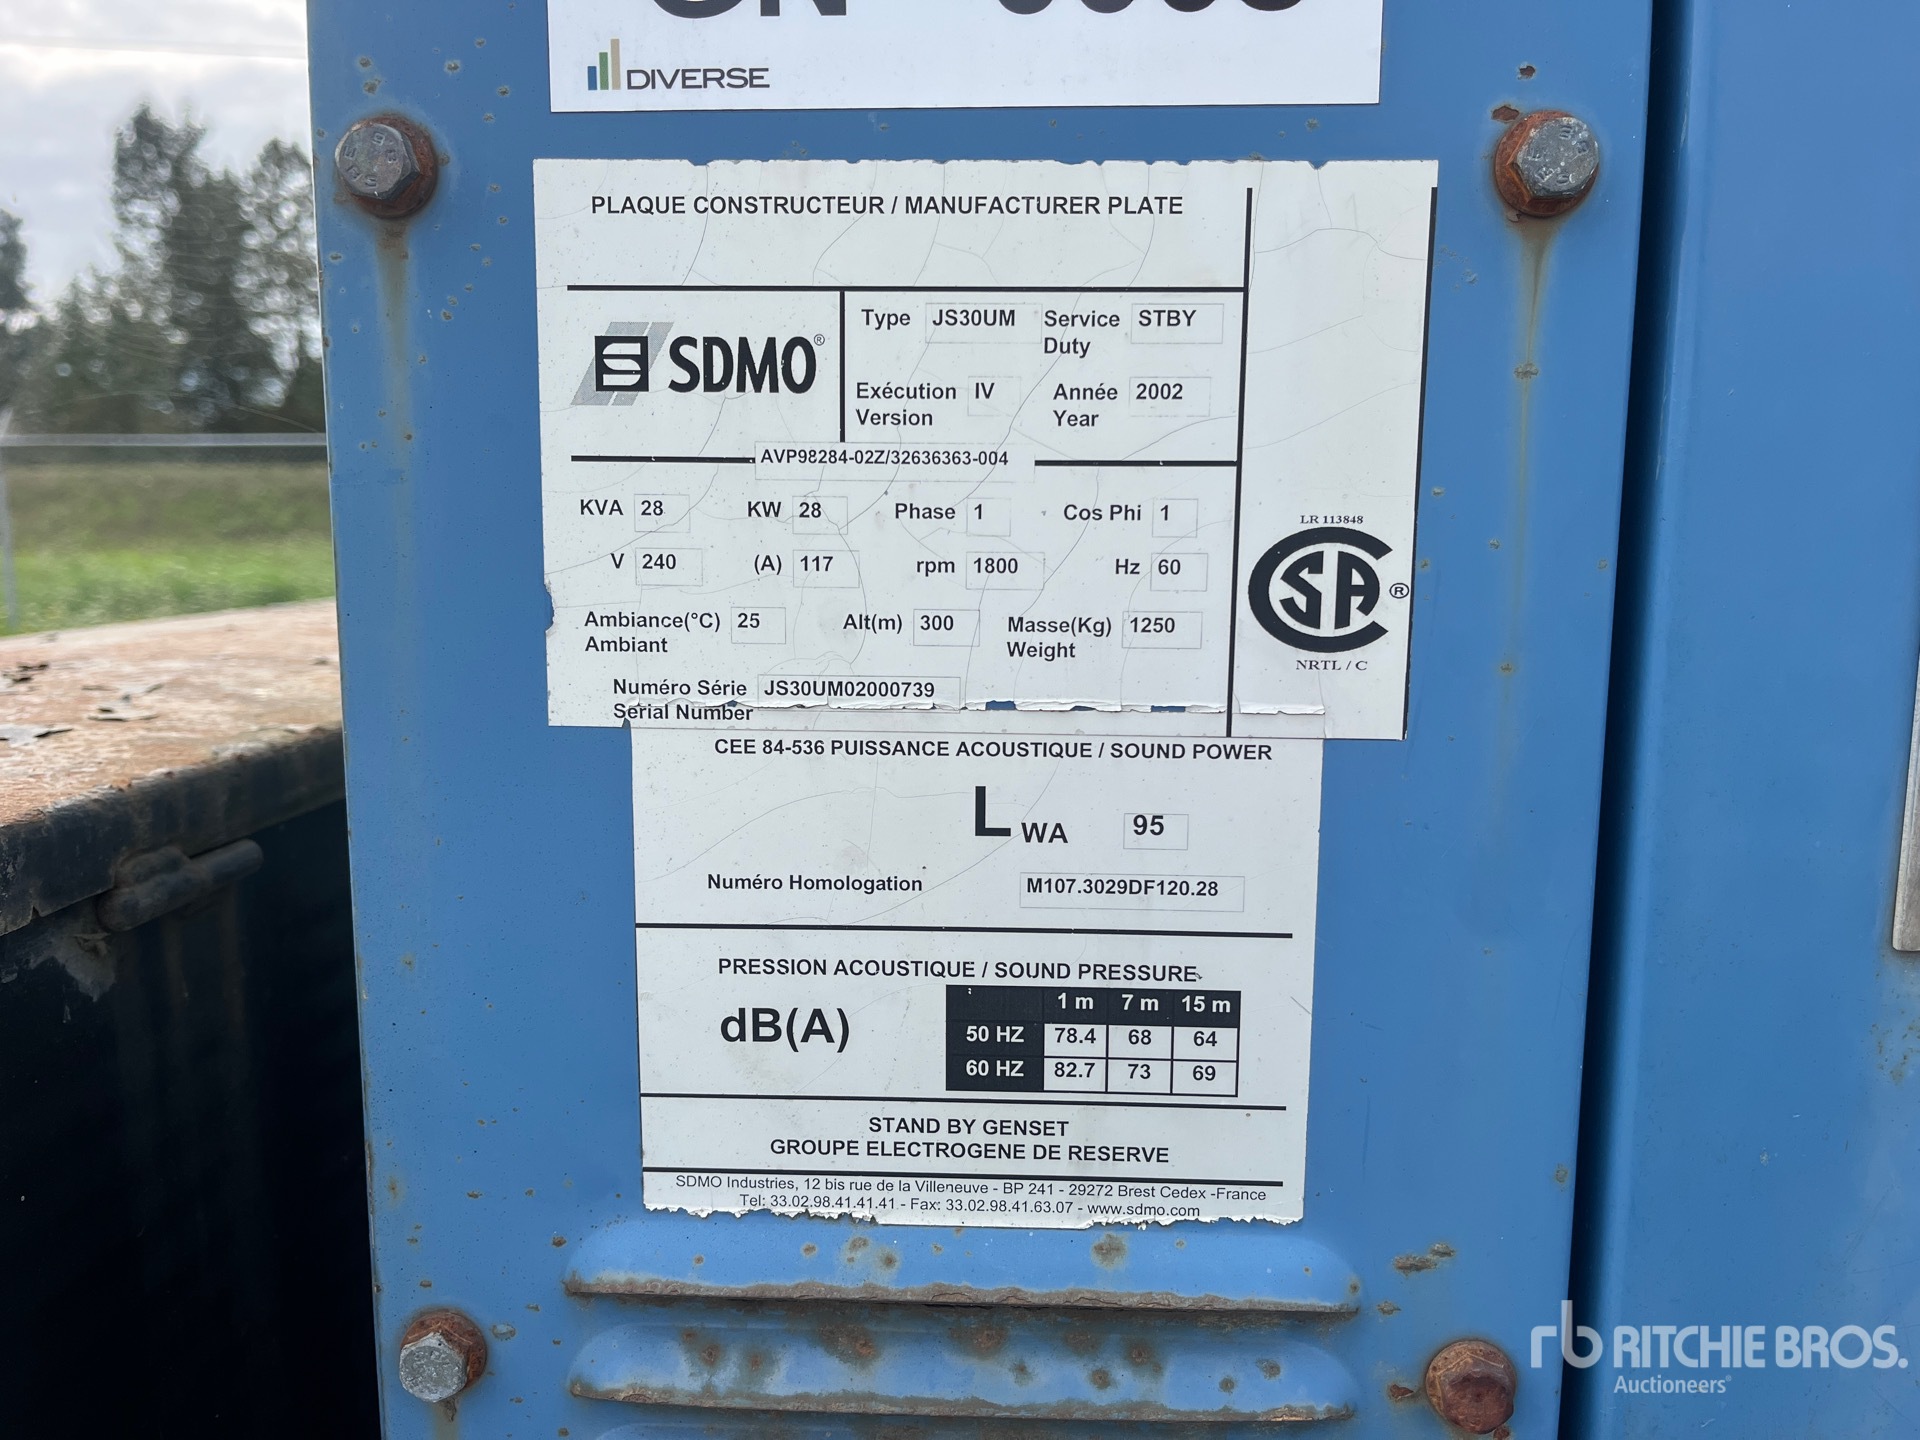 DIVERSE
PLAQUE CONSTRUCTEUR / MANUFACTURER PLATE
SDMO®
Type JS30UM Service STBY
Duty
Exécution IV Année 2002
Version Year
AVP98284-02Z/32636363-004
KVA 28 KW 28 Phase 1 Cos Phi 1
V 240 (A) 117 rpm 1800 Hz 60
Ambiance(°C) 25 Alt(m) 300 Masse(Kg) 1250
Ambiant Weight
Numéro Série JS30UM02000739
Serial Number
LR 113848
CSA®
NRTL / C
CEE 84-536 PUISSANCE ACOUSTIQUE / SOUND POWER
LWA 95
Numéro Homologation M107.3029DF120.28
PRESSION ACOUSTIQUE / SOUND PRESSURE
dB(A)
1 m 7 m 15 m
50 HZ 78.4 68 64
60 HZ 82.7 73 69
STAND BY GENSET
GROUPE ELECTROGENE DE RESERVE
SDMO Industries, 12 bis rue de la Villeneuve - BP 241 - 29272 Brest Cedex -France
Tel: 33.02.98.41.41.41 - Fax: 33.02.98.41.63.07 - www.sdmo.com
rb RITCHIE BROS.
Auctioneers